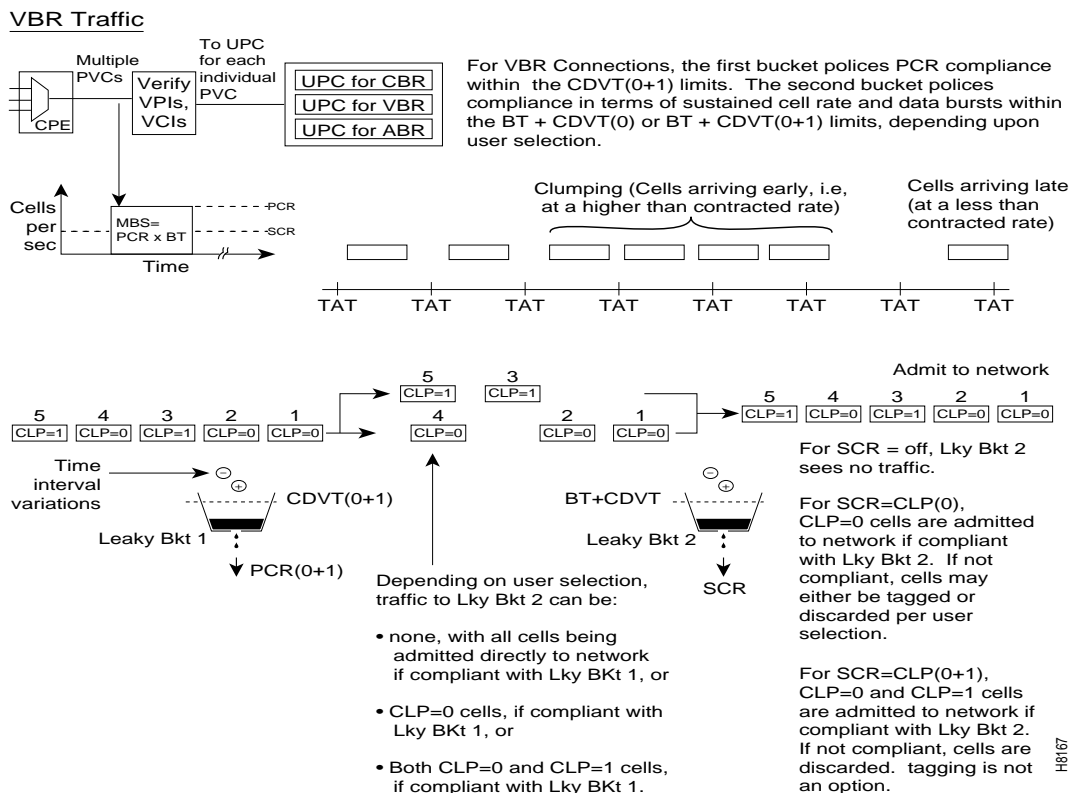 VBR Traffic
Multiple
PVCs
To UPC
for each
individual
PVC
CPE
Verify
VPIs,
VCIs
UPC for CBR
UPC for VBR
UPC for ABR
For VBR Connections, the first bucket polices PCR compliance
within the CDVT(0+1) limits. The second bucket polices
compliance in terms of sustained cell rate and data bursts within
the BT + CDVT(0) or BT + CDVT(0+1) limits, depending upon
user selection.
Cells
per
sec
MBS=
PCR x BT
PCR
SCR
Time
Clumping (Cells arriving early, i.e,
at a higher than contracted rate)
Cells arriving late
(at a less than
contracted rate)
TAT TAT TAT TAT TAT TAT TAT TAT
5 4 3 2 1
CLP=1 CLP=0 CLP=1 CLP=0 CLP=0
5 3
CLP=1 CLP=1
4 2 1
CLP=0 CLP=0 CLP=0
Admit to network
5 4 3 2 1
CLP=1 CLP=0 CLP=1 CLP=0 CLP=0
Time
interval
variations
−
+
CDVT(0+1)
Leaky Bkt 1
PCR(0+1)
−
+
BT+CDVT
Leaky Bkt 2
SCR
Depending on user selection,
traffic to Lky Bkt 2 can be:
• none, with all cells being
admitted directly to network
if compliant with Lky BKt 1, or
• CLP=0 cells, if compliant with
Lky BKt 1, or
• Both CLP=0 and CLP=1 cells,
if compliant with Lky BKt 1.
For SCR = off, Lky Bkt 2
sees no traffic.
For SCR=CLP(0),
CLP=0 cells are admitted
to network if compliant
with Lky Bkt 2. If not
compliant, cells may
either be tagged or
discarded per user
selection.
For SCR=CLP(0+1),
CLP=0 and CLP=1 cells
are admitted to network if
compliant with Lky Bkt 2.
If not compliant, cells are
discarded. tagging is not
an option.
H8167